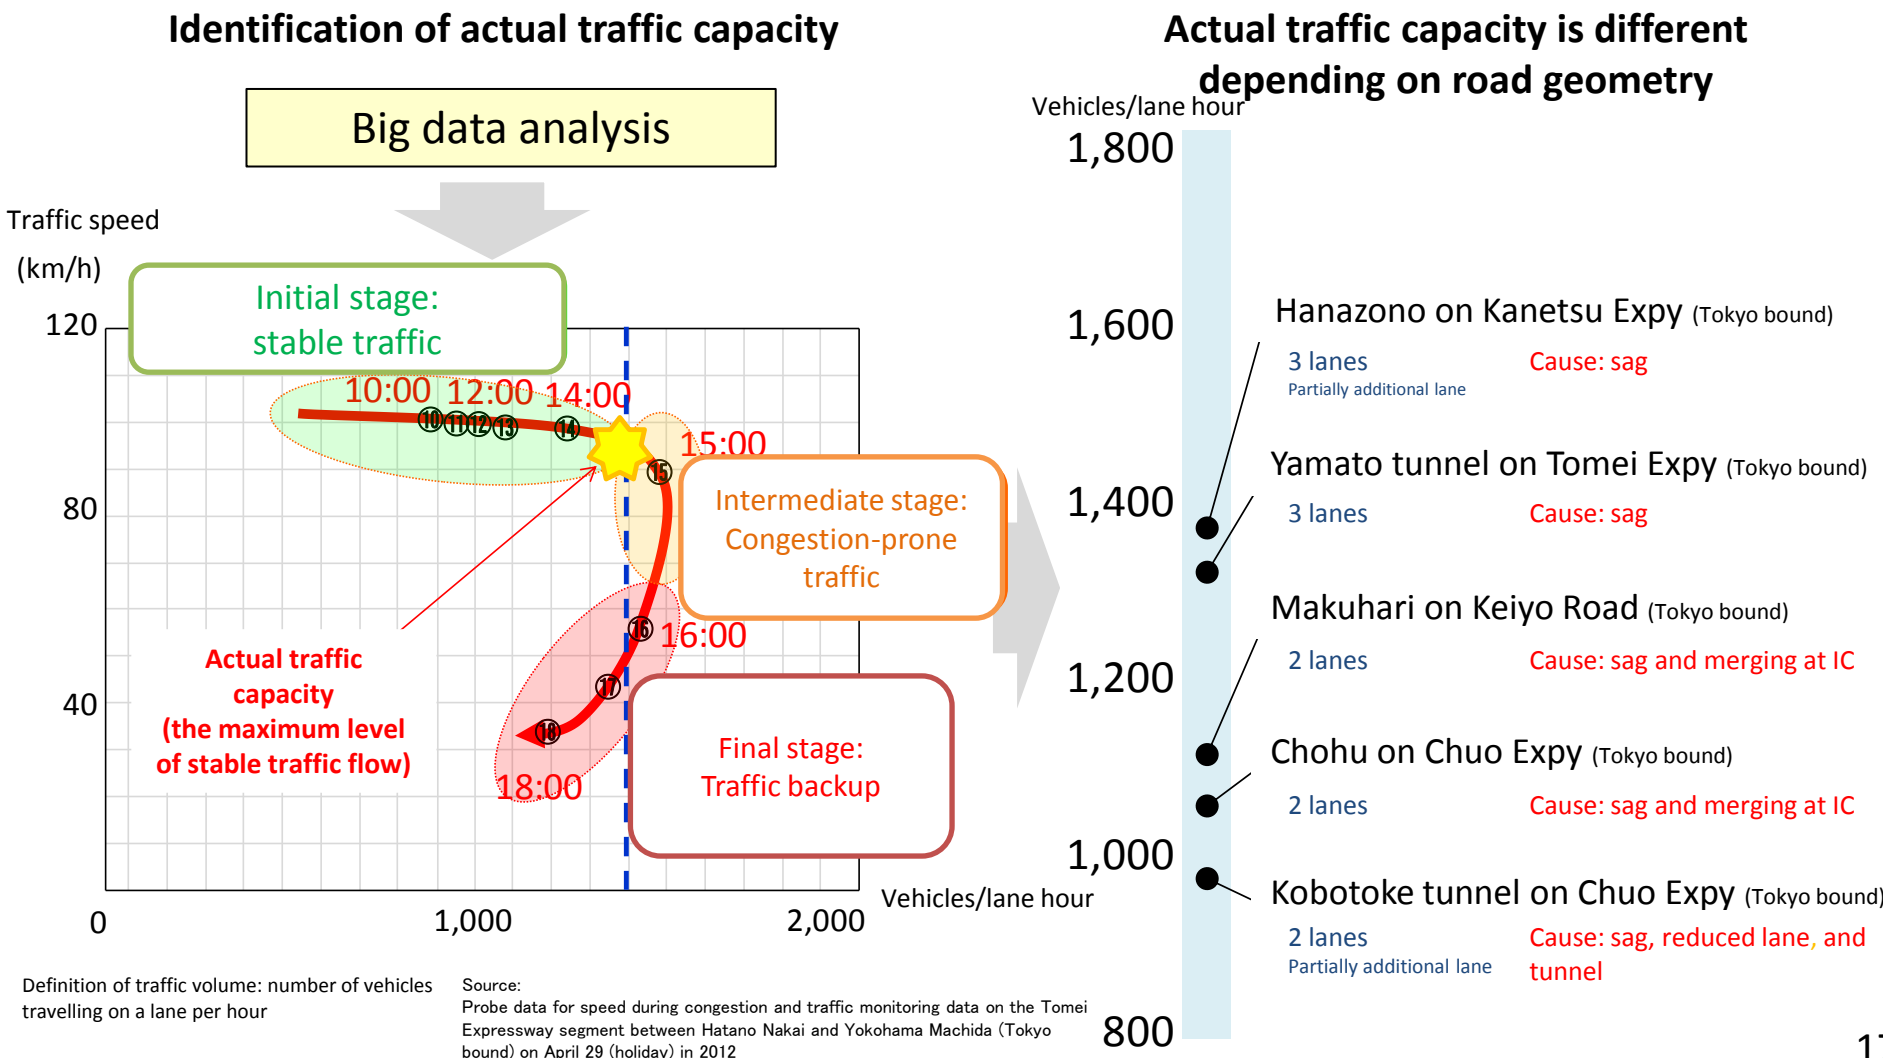 Identification of actual traffic capacity
Big data analysis
Traffic speed
(km/h)
Initial stage:
stable traffic
120
80
40
10:00 12:00 14:00
15:00
16:00
18:00
⑩ ⑪ ⑫ ⑬ ⑭
⑮
⑯
⑰
⑱
Intermediate stage:
Congestion-prone
traffic
Actual traffic
capacity
(the maximum level
of stable traffic flow)
Final stage:
Traffic backup
0
1,000
2,000
Vehicles/lane hour
Definition of traffic volume: number of vehicles
travelling on a lane per hour
Source:
Probe data for speed during congestion and traffic monitoring data on the Tomei
Expressway segment between Hatano Nakai and Yokohama Machida (Tokyo
bound) on April 29 (holiday) in 2012
Actual traffic capacity is different
depending on road geometry
Vehicles/lane hour
1,800
1,600
1,400
1,200
1,000
800
Hanazono on Kanetsu Expy (Tokyo bound)
3 lanes Cause: sag
Partially additional lane
Yamato tunnel on Tomei Expy (Tokyo bound)
3 lanes Cause: sag
Makuhari on Keiyo Road (Tokyo bound)
2 lanes Cause: sag and merging at IC
Chohu on Chuo Expy (Tokyo bound)
2 lanes Cause: sag and merging at IC
Kobotoke tunnel on Chuo Expy (Tokyo bound)
2 lanes Cause: sag, reduced lane, and
Partially additional lane tunnel